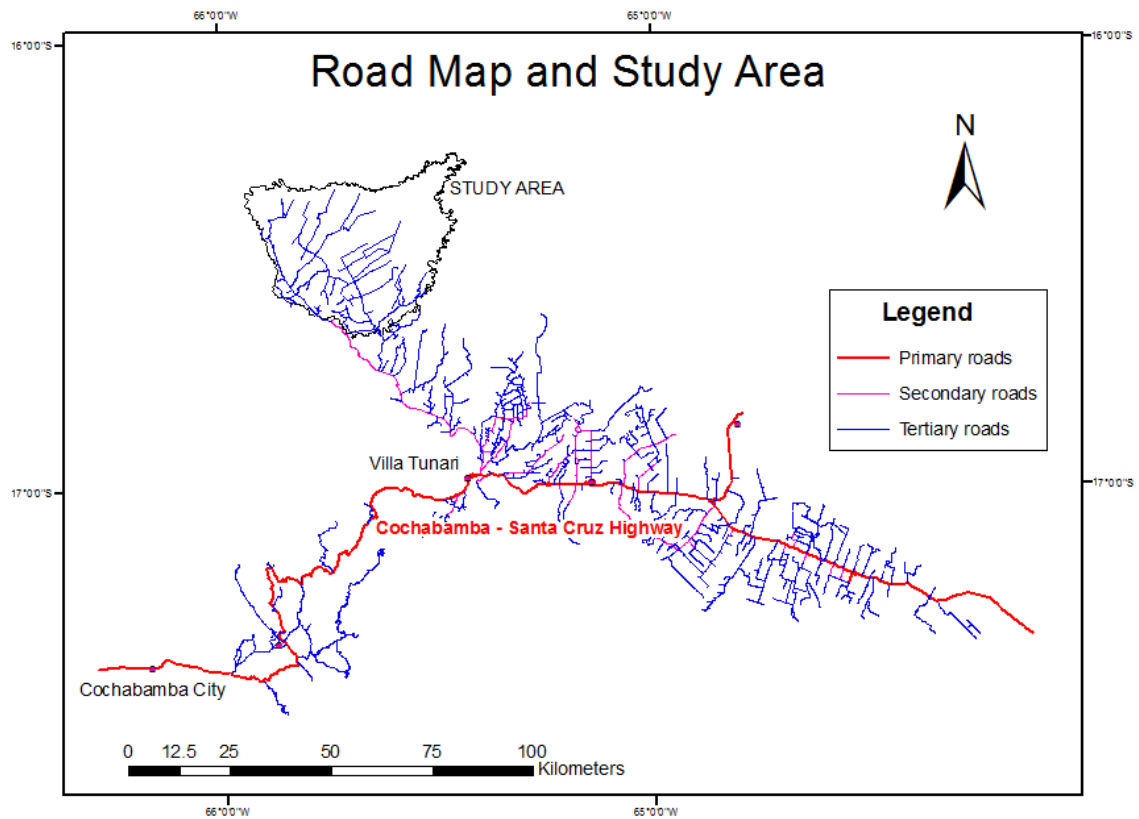 66°0'0"W
65°0'0"W
16°0'0"S
16°0'0"S
Road Map and Study Area
N
STUDY AREA
Legend
Primary roads
Secondary roads
Tertiary roads
Villa Tunari
17°0'0"S
17°0'0"S
Cochabamba - Santa Cruz Highway
Cochabamba City
0 12.5 25 50 75 100
Kilometers
66°0'0"W
65°0'0"W